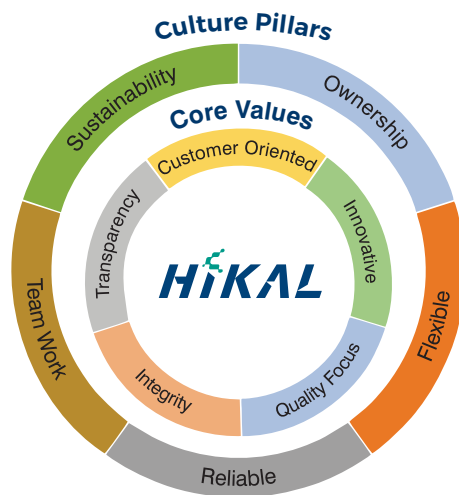 Culture Pillars
Sustainability
Ownership
Core Values
Customer Oriented
Transparency
Innovative
HIKAL
Team Work
Flexible
Integrity
Quality Focus
Reliable